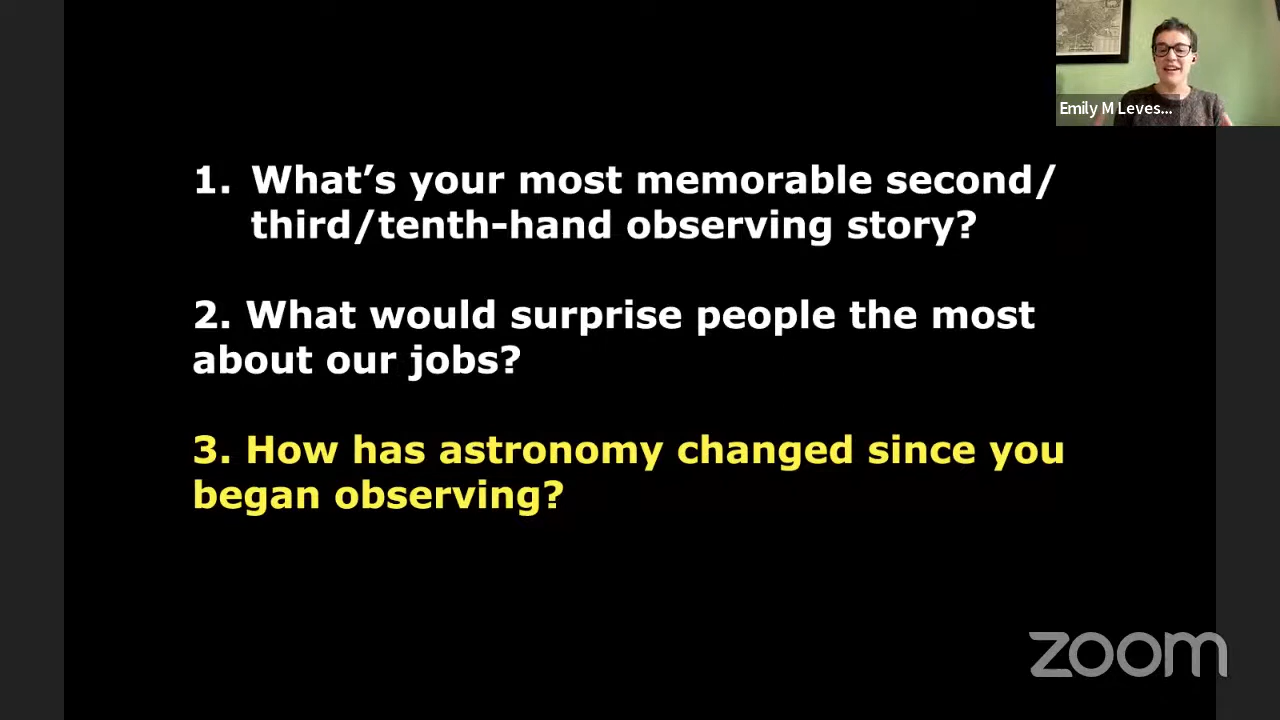 Emily M Leves...
1. What's your most memorable second/
third/tenth-hand observing story?
2. What would surprise people the most
about our jobs?
3. How has astronomy changed since you
began observing?
zoom